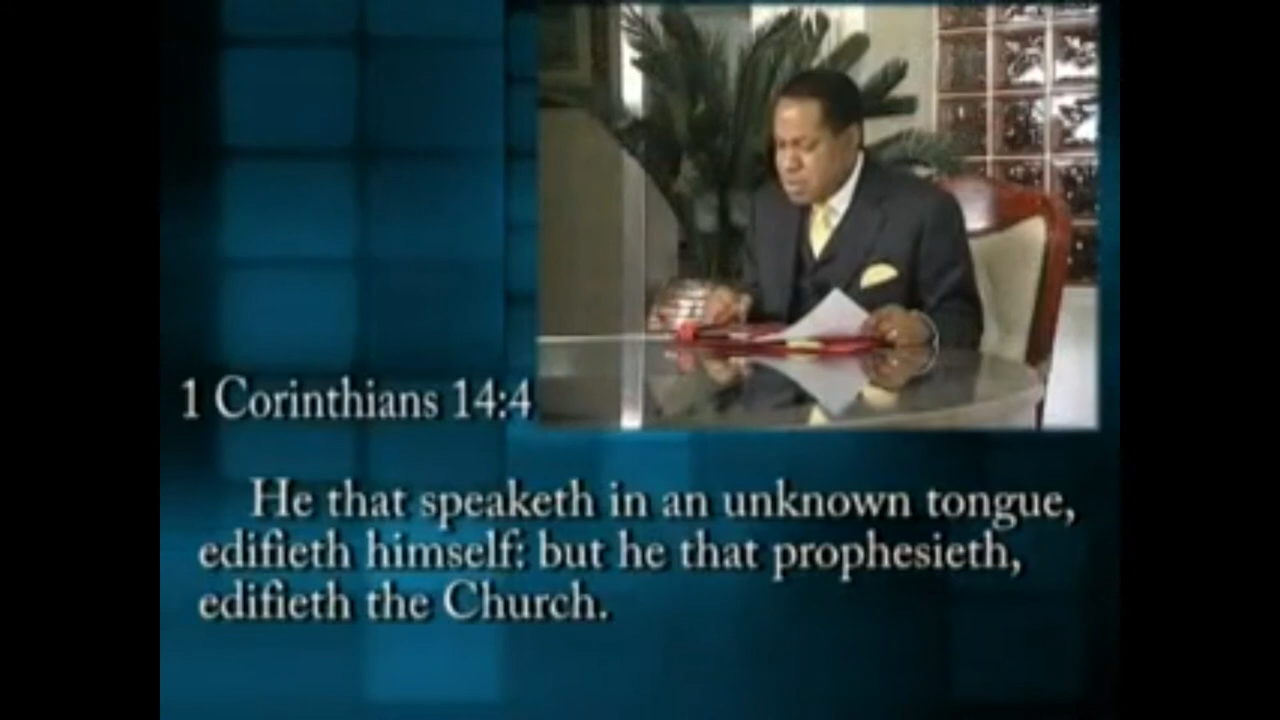 1 Corinthians 14:4
He that speaketh in an unknown tongue,
edifieth himself: but he that prophesieth,
edifieth the Church.